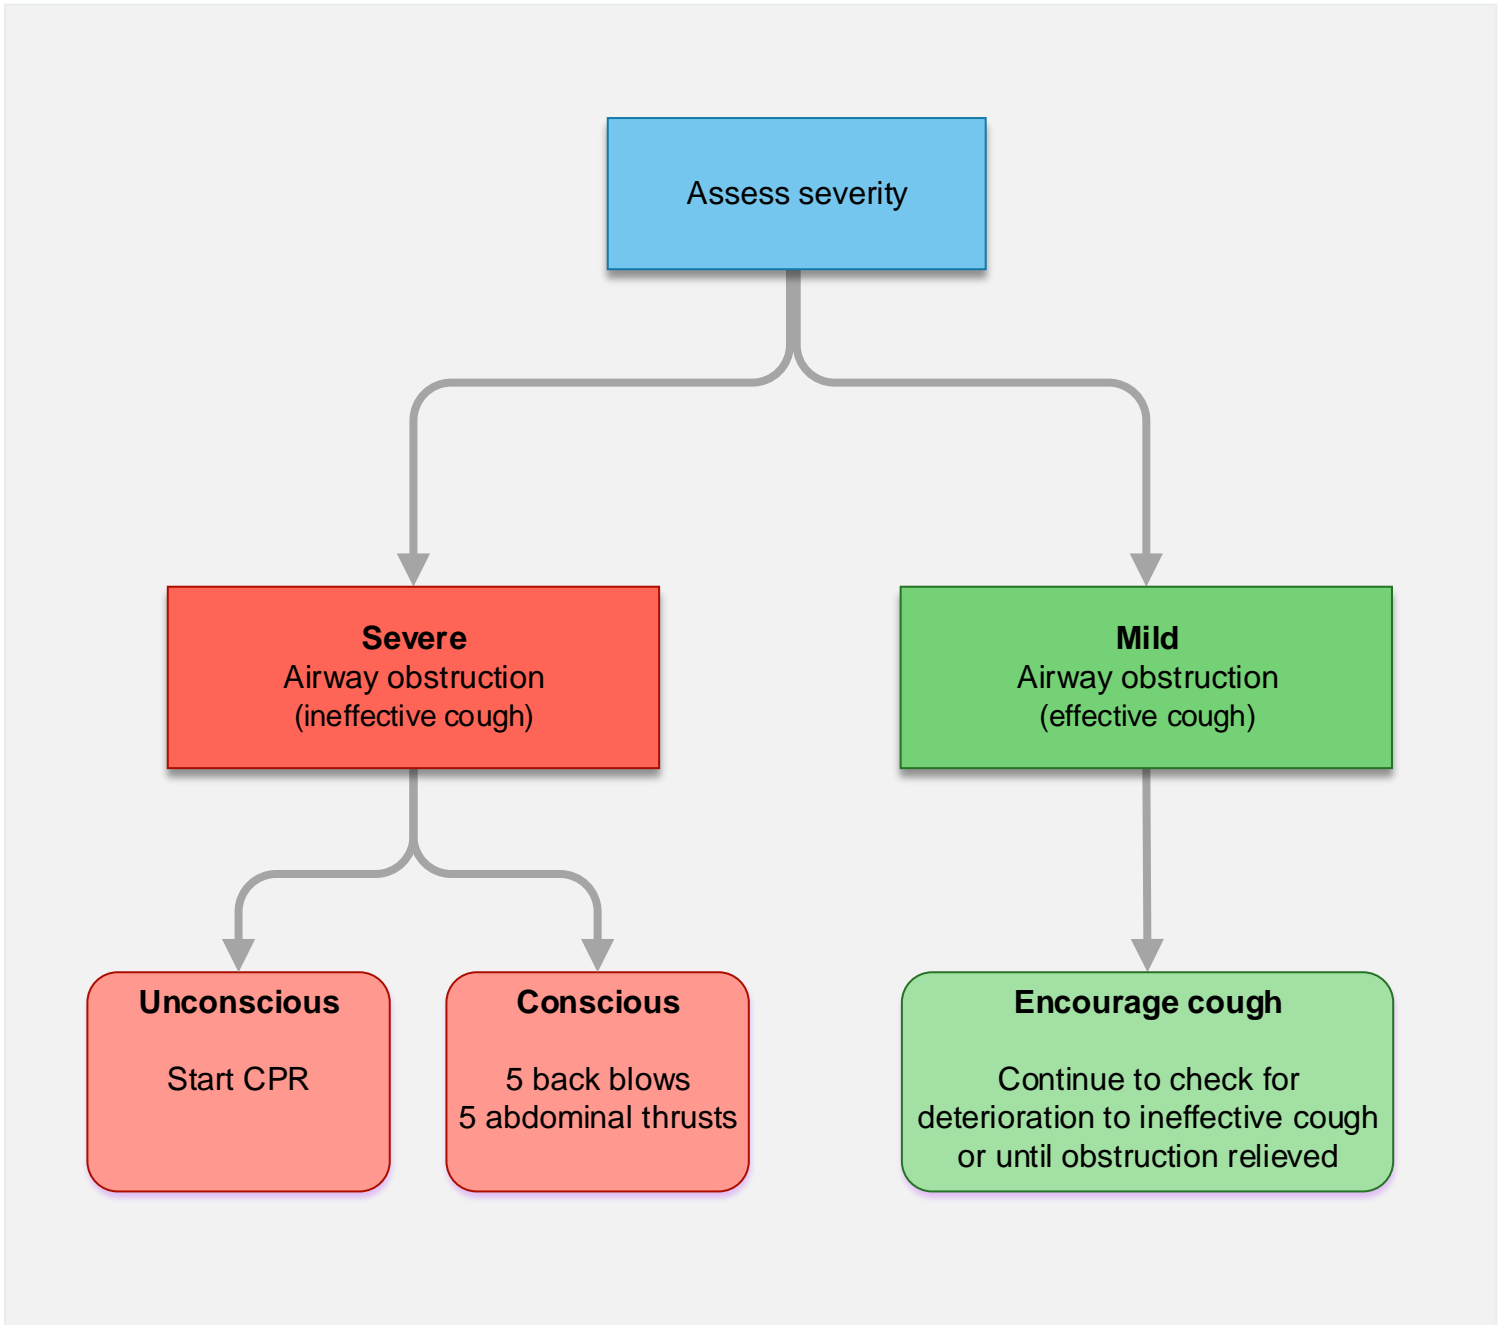 Assess severity
Severe
Airway obstruction
(ineffective cough)
Mild
Airway obstruction
(effective cough)
Unconscious
Start CPR
Conscious
5 back blows
5 abdominal thrusts
Encourage cough
Continue to check for
deterioration to ineffective cough
or until obstruction relieved